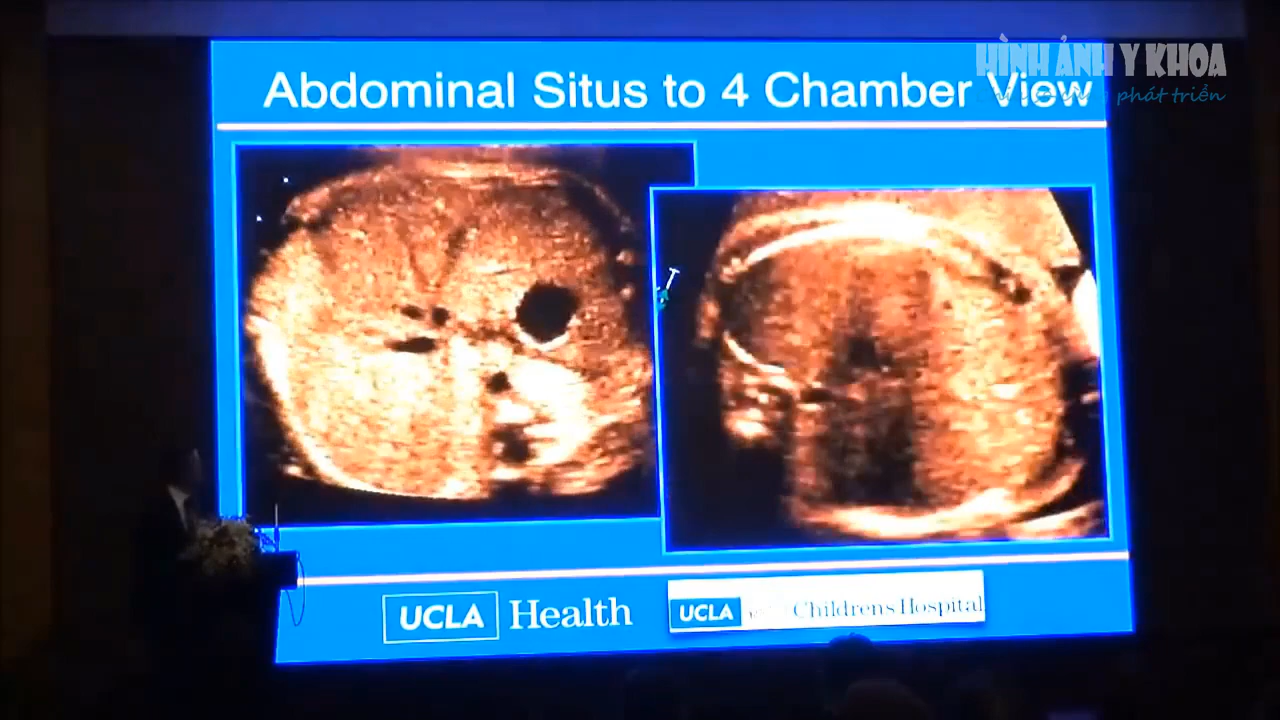 HÌNH ẢNH Y KHOA
Abdominal Situs to 4 Chamber View
phát triển
UCLA Health
UCLA Childrens Hospital